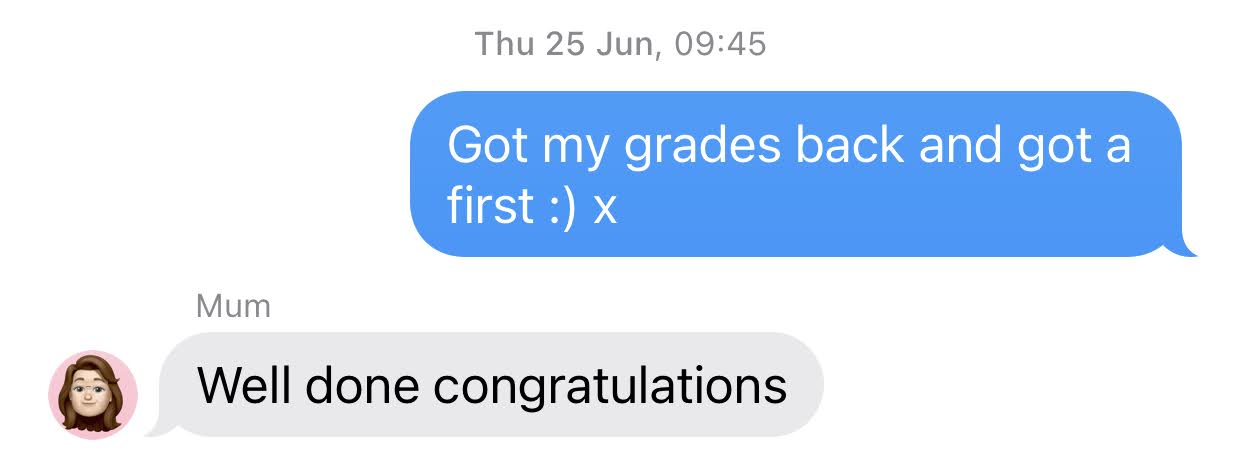 Thu 25 Jun, 09:45
Got my grades back and got a
first :) x
Mum
Well done congratulations